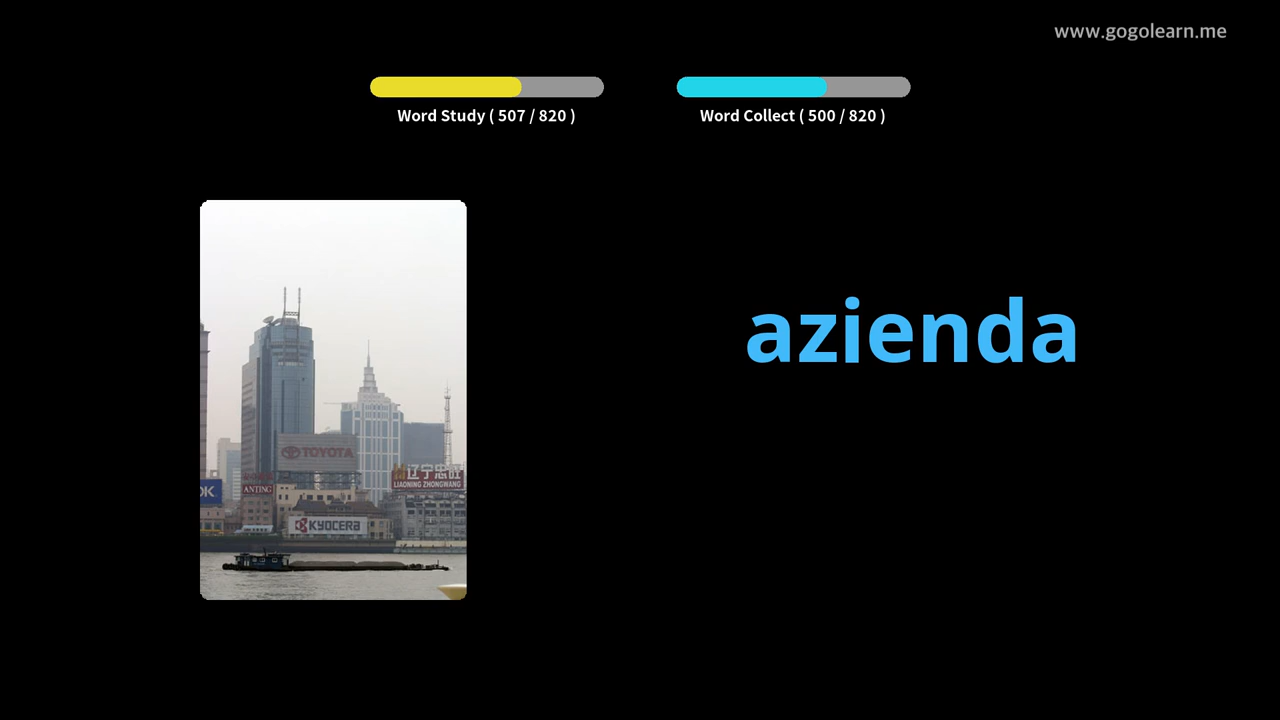 www.gogolearn.me
Word Study ( 507 / 820 )
Word Collect ( 500 / 820 )
azienda
TOYOTA
辽宁忠旺
LIAONING ZHONGWANG
ANTING
OK
KYOCERA